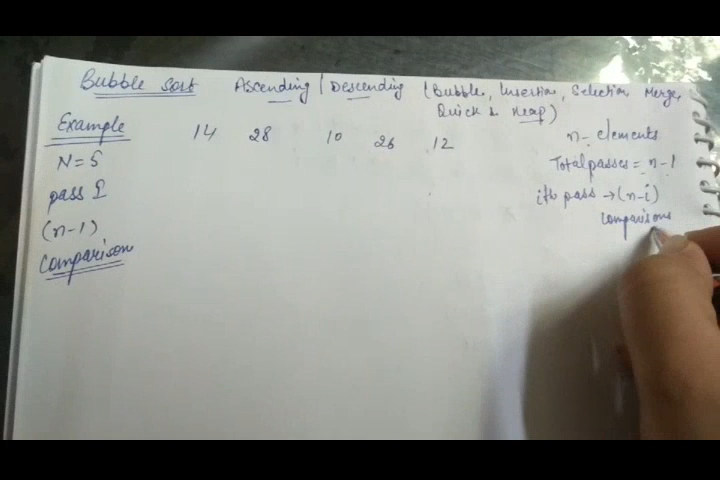 Bubble Sort Ascending / Descending (Bubble, Insertion, Selection, Merge,
Quick & Heap)
Example 14 28 10 26 12 n- elements
N=5 Total passes = n-1
pass 1 ith pass → (n-i)
(n-1) comparisons
Comparison